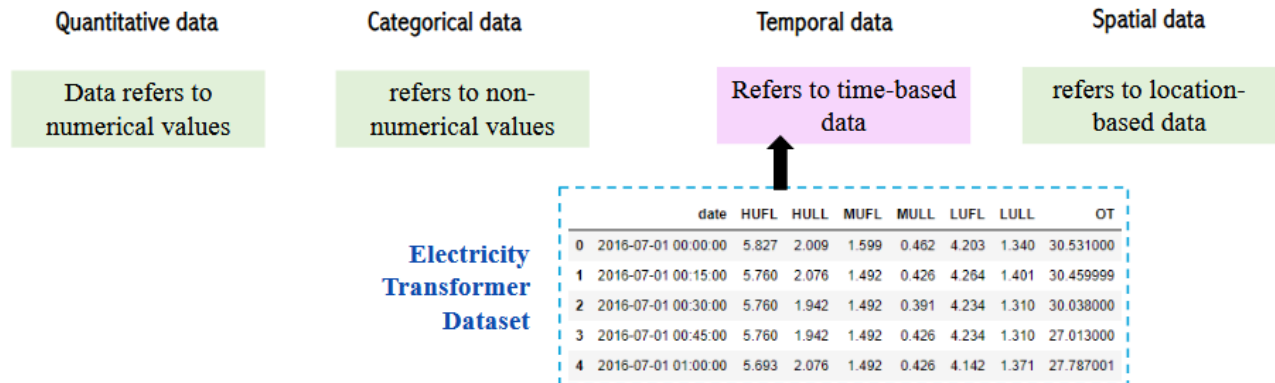 Quantitative data
Categorical data
Temporal data
Spatial data
Data refers to
numerical values
refers to non-
numerical values
Refers to time-based
data
refers to location-
based data
Electricity
Transformer
Dataset
date HUFL HULL MUFL MULL LUFL LULL OT
0 2016-07-01 00:00:00 5.827 2.009 1.599 0.462 4.203 1.340 30.531000
1 2016-07-01 00:15:00 5.760 2.076 1.492 0.426 4.264 1.401 30.459999
2 2016-07-01 00:30:00 5.760 1.942 1.492 0.391 4.234 1.310 30.038000
3 2016-07-01 00:45:00 5.760 1.942 1.492 0.426 4.234 1.310 27.013000
4 2016-07-01 01:00:00 5.693 2.076 1.492 0.426 4.142 1.371 27.787001